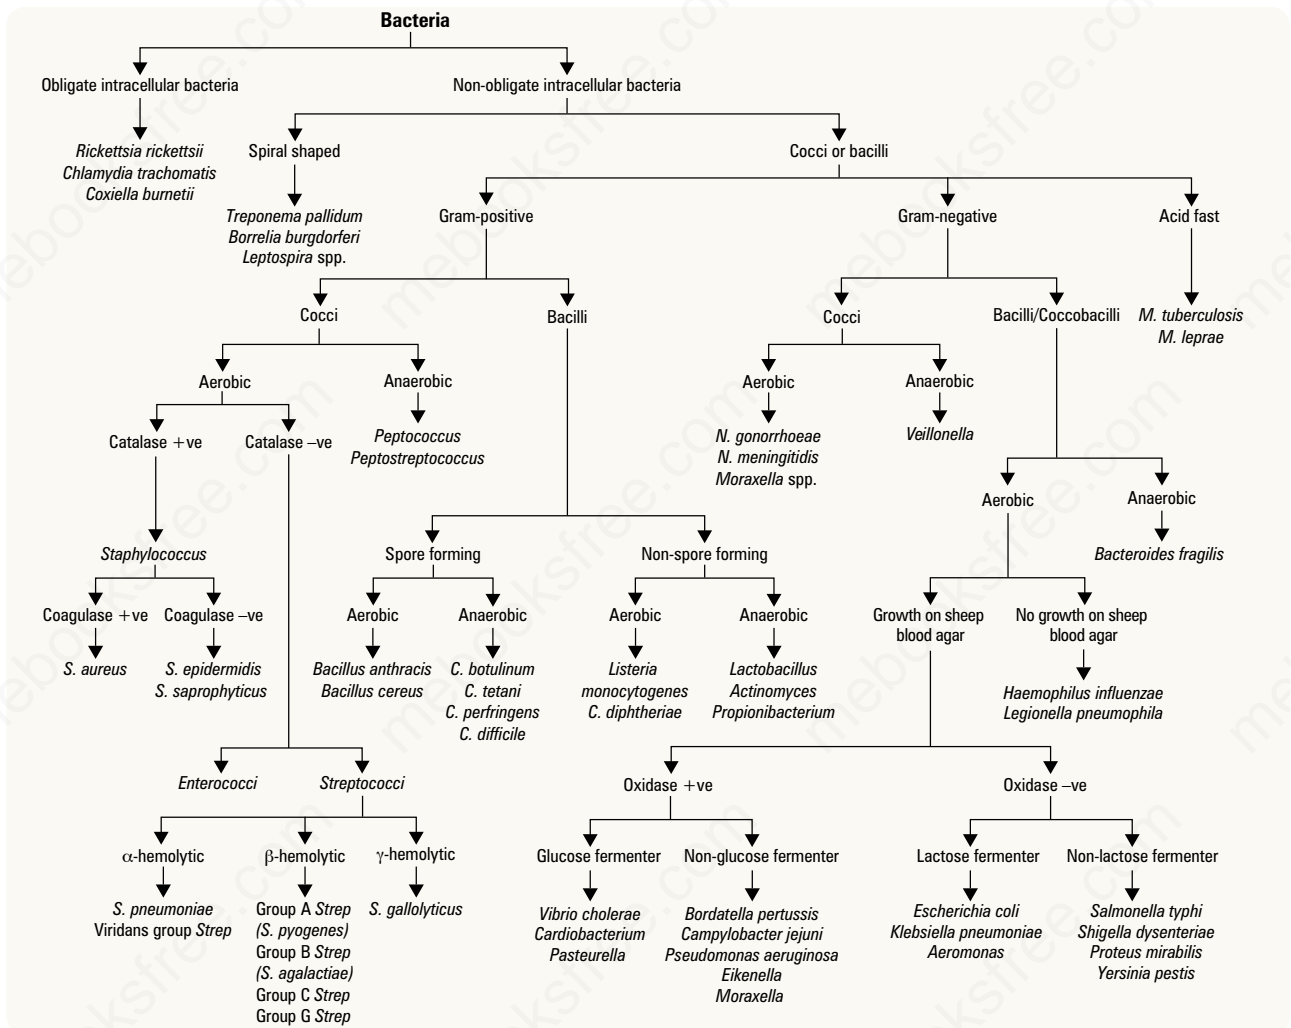 Bacteria
Obligate intracellular bacteria
Non-obligate intracellular bacteria
Rickettsia rickettsii
Chlamydia trachomatis
Coxiella burnetii
Spiral shaped
Cocci or bacilli
Treponema pallidum
Borrelia burgdorferi
Leptospira spp.
Gram-positive
Gram-negative
Acid fast
Cocci
Bacilli
Cocci
Bacilli/Coccobacilli
M. tuberculosis
M. leprae
Aerobic
Anaerobic
Aerobic
Anaerobic
Catalase +ve
Catalase –ve
Peptococcus
Peptostreptococcus
N. gonorrhoeae
N. meningitidis
Moraxella spp.
Veillonella
Aerobic
Anaerobic
Bacteroides fragilis
Staphylococcus
Spore forming
Non-spore forming
Coagulase +ve
Coagulase –ve
Aerobic
Anaerobic
Aerobic
Anaerobic
Growth on sheep
blood agar
No growth on sheep
blood agar
S. aureus
S. epidermidis
S. saprophyticus
Bacillus anthracis
Bacillus cereus
C. botulinum
C. tetani
C. perfringens
C. difficile
Listeria
monocytogenes
C. diphtheriae
Lactobacillus
Actinomyces
Propionibacterium
Haemophilus influenzae
Legionella pneumophila
Enterococci
Streptococci
Oxidase +ve
Oxidase –ve
α-hemolytic
β-hemolytic
γ-hemolytic
Glucose fermenter
Non-glucose fermenter
Lactose fermenter
Non-lactose fermenter
S. pneumoniae
Viridans group Strep
Group A Strep
(S. pyogenes)
Group B Strep
(S. agalactiae)
Group C Strep
Group G Strep
S. gallolyticus
Vibrio cholerae
Cardiobacterium
Pasteurella
Bordatella pertussis
Campylobacter jejuni
Pseudomonas aeruginosa
Eikenella
Moraxella
Escherichia coli
Klebsiella pneumoniae
Aeromonas
Salmonella typhi
Shigella dysenteriae
Proteus mirabilis
Yersinia pestis
mebooksfree.com